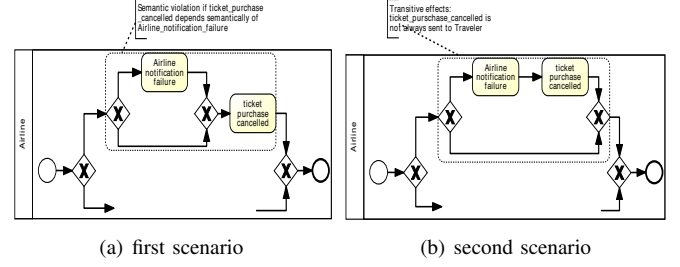 Semantic violation if ticket_purchase
_cancelled depends semantically of
Airline_notification_failure
Airline
Airline
notification
failure
ticket
purchase
cancelled
X
X
X
X
(a) first scenario
Transitive effects:
ticket_purschase_cancelled is
not always sent to Traveler
Airline
Airline
notification
failure
ticket
purchase
cancelled
X
X
X
X
(b) second scenario